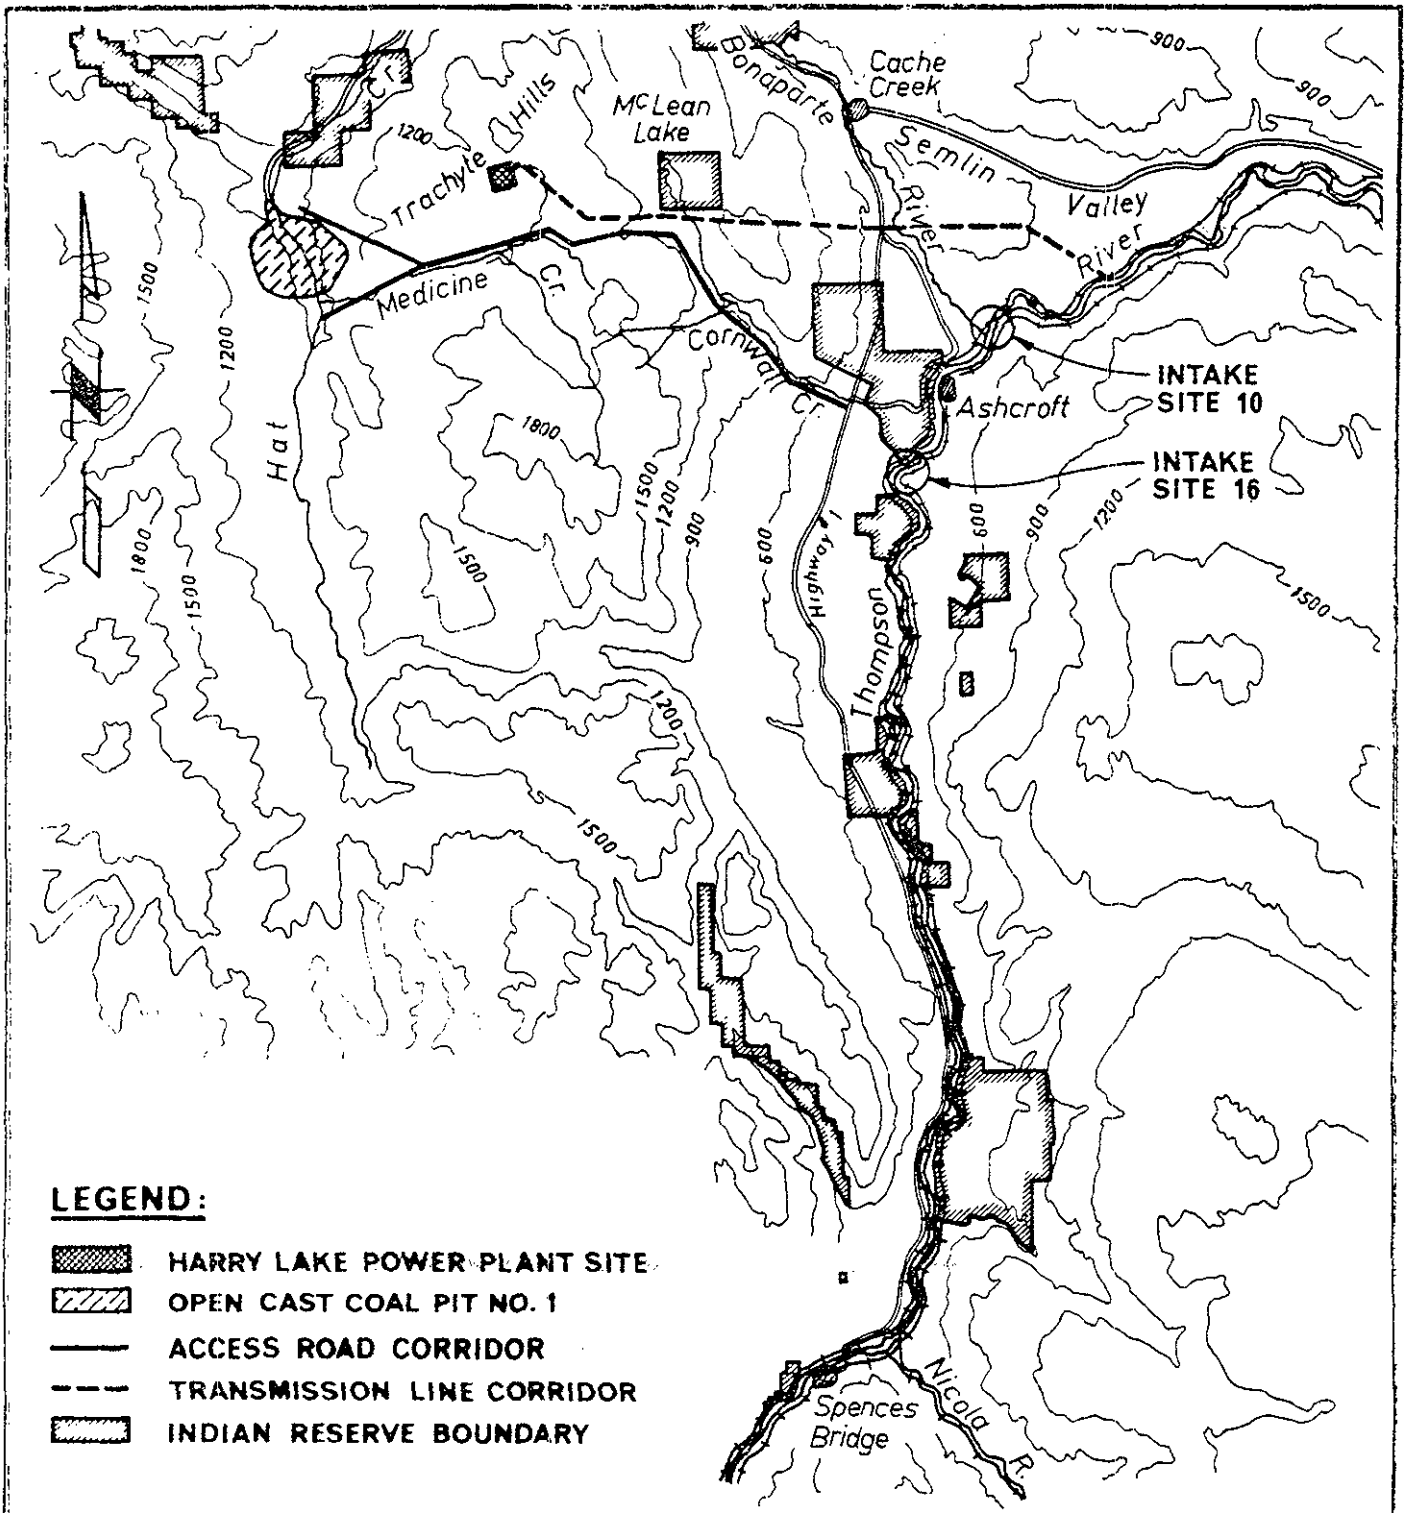 900
Cache
Creek
900
Bonaparte
Cr.
Hills
McLean
Lake
1200
Trachyte
Semlin
River
Valley
River
1500
1200
Medicine
Cr.
Cornwall
Cr.
INTAKE
SITE 10
Ashcroft
1800
Hat
INTAKE
SITE 16
1500
1200
900
600
Highway 1
600
900
1200
1800
1500
1500
Thompson
1500
1200
1500
LEGEND:
HARRY LAKE POWER PLANT SITE
OPEN CAST COAL PIT NO. 1
ACCESS ROAD CORRIDOR
TRANSMISSION LINE CORRIDOR
INDIAN RESERVE BOUNDARY
Nicola R.
Spences
Bridge